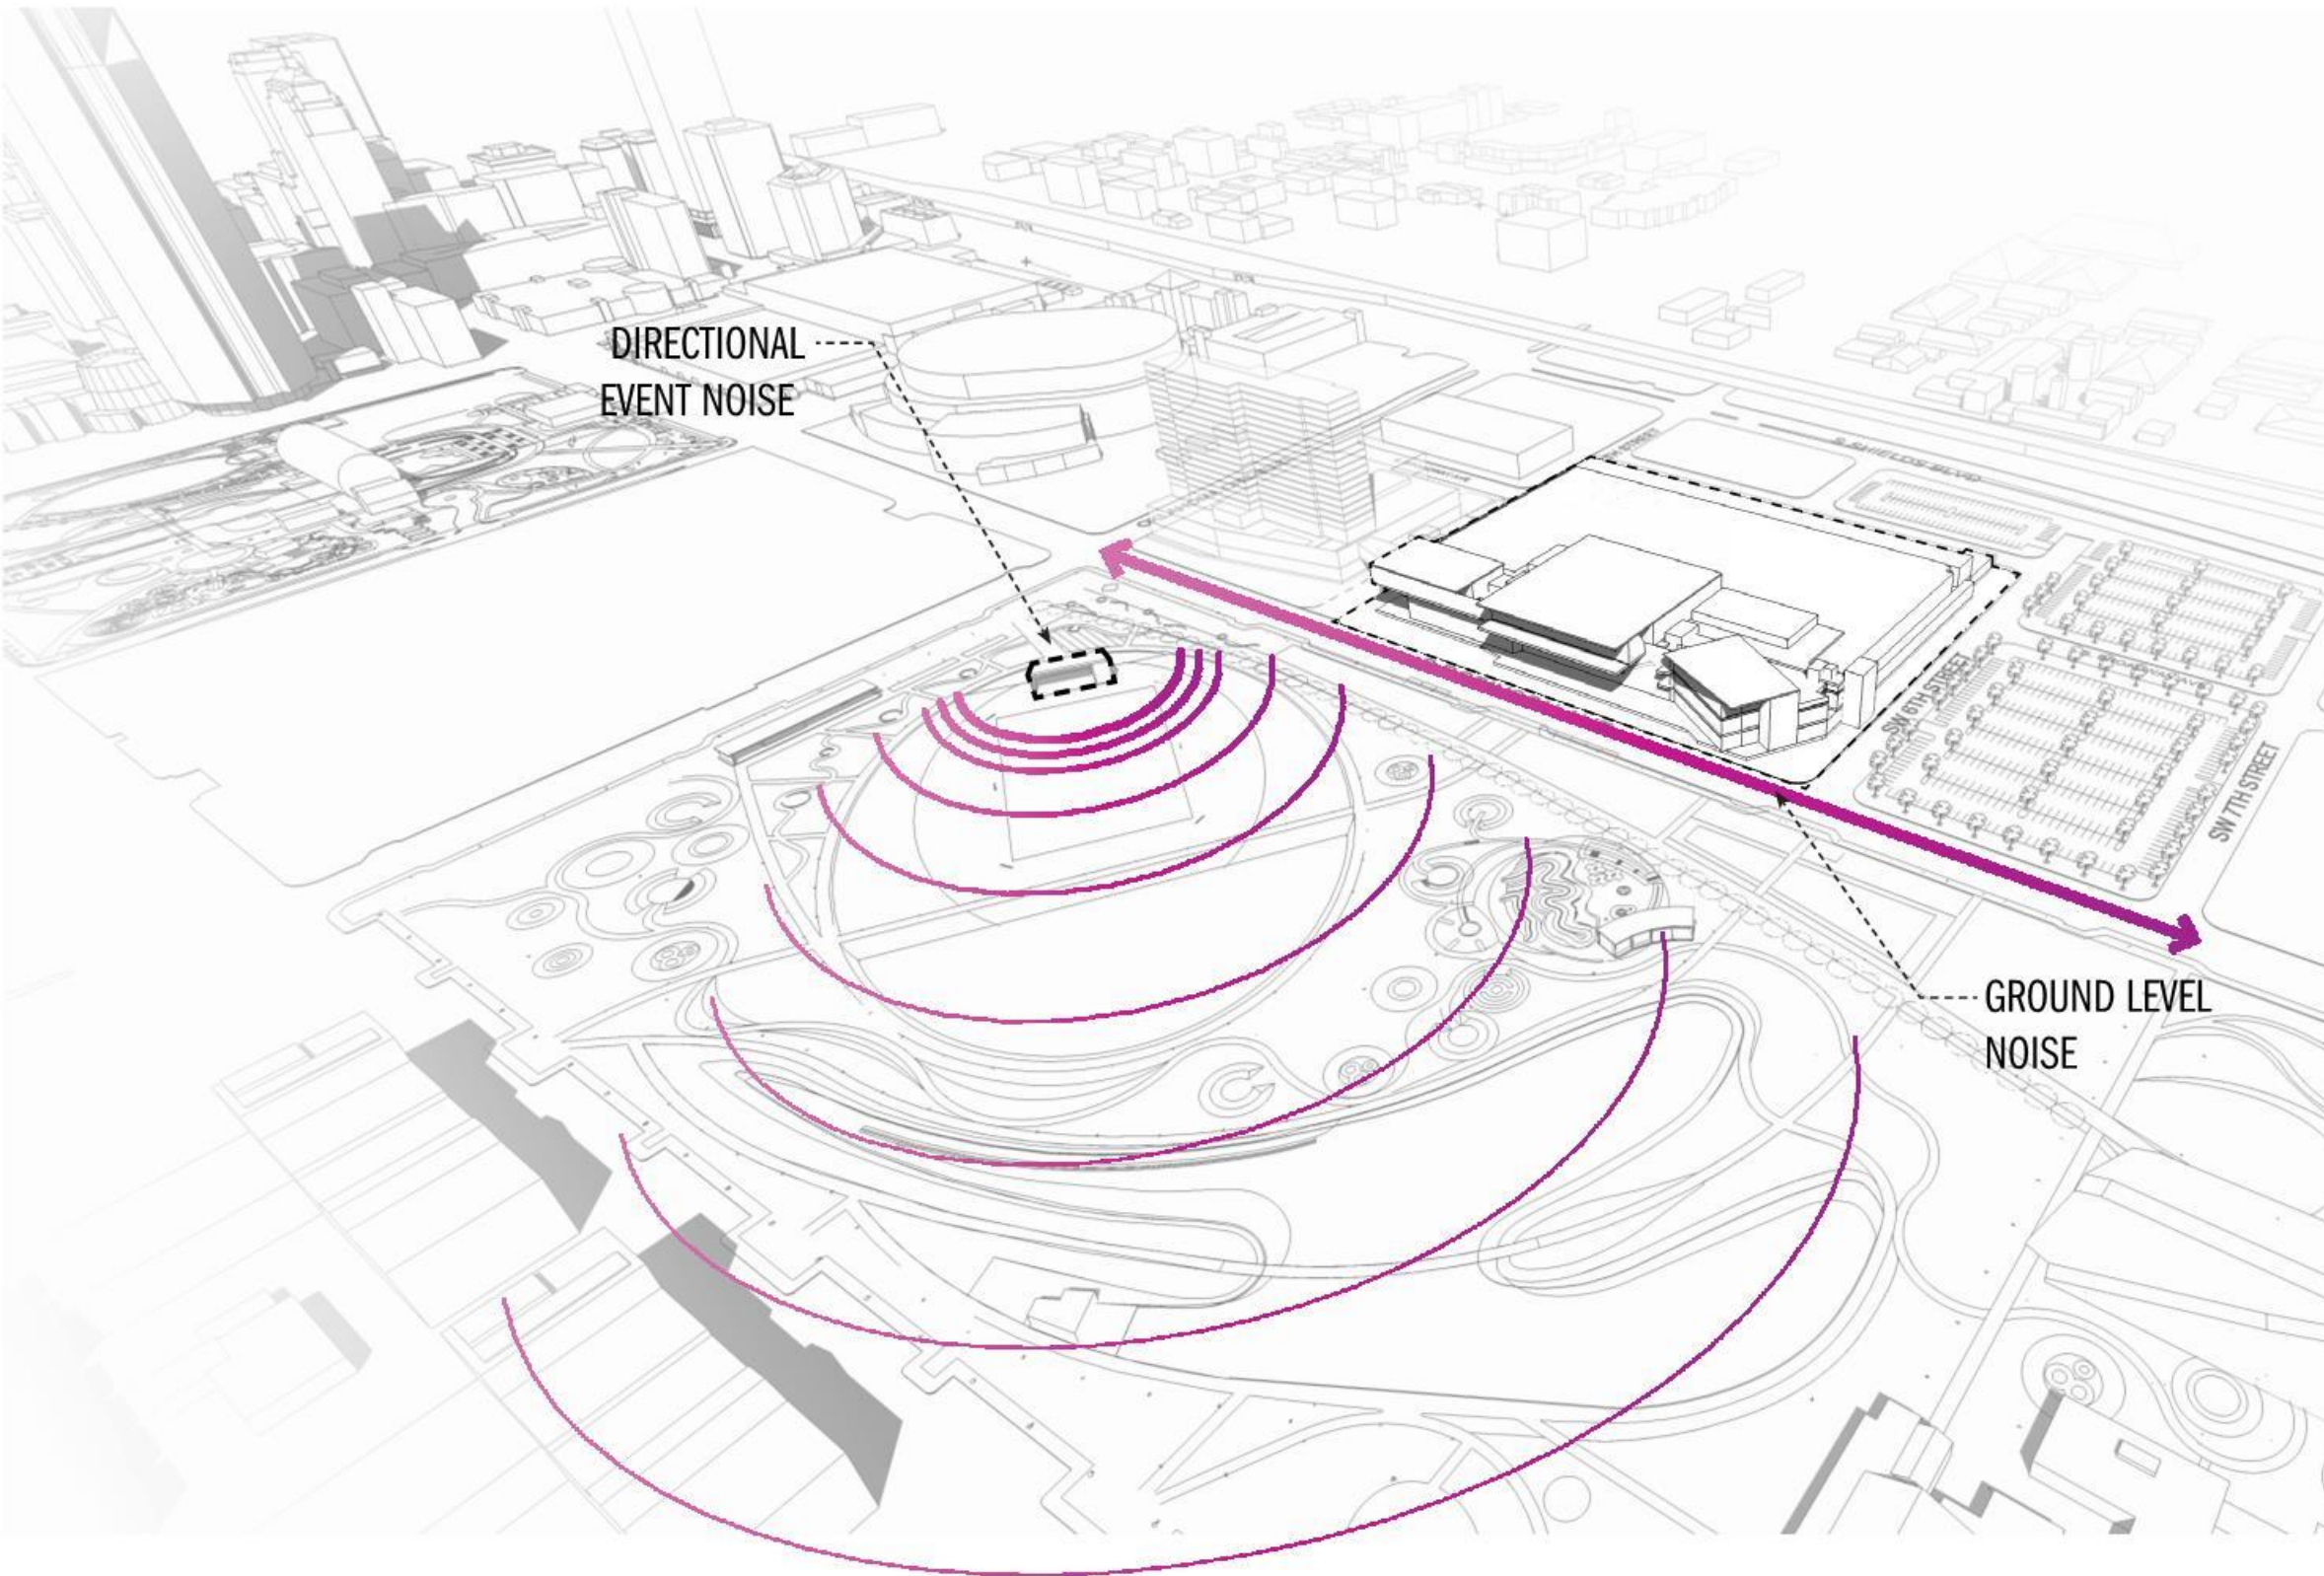 DIRECTIONAL
EVENT NOISE
S SHIELDS BLVD
SW 6TH STREET
SW 7TH STREET
GROUND LEVEL
NOISE